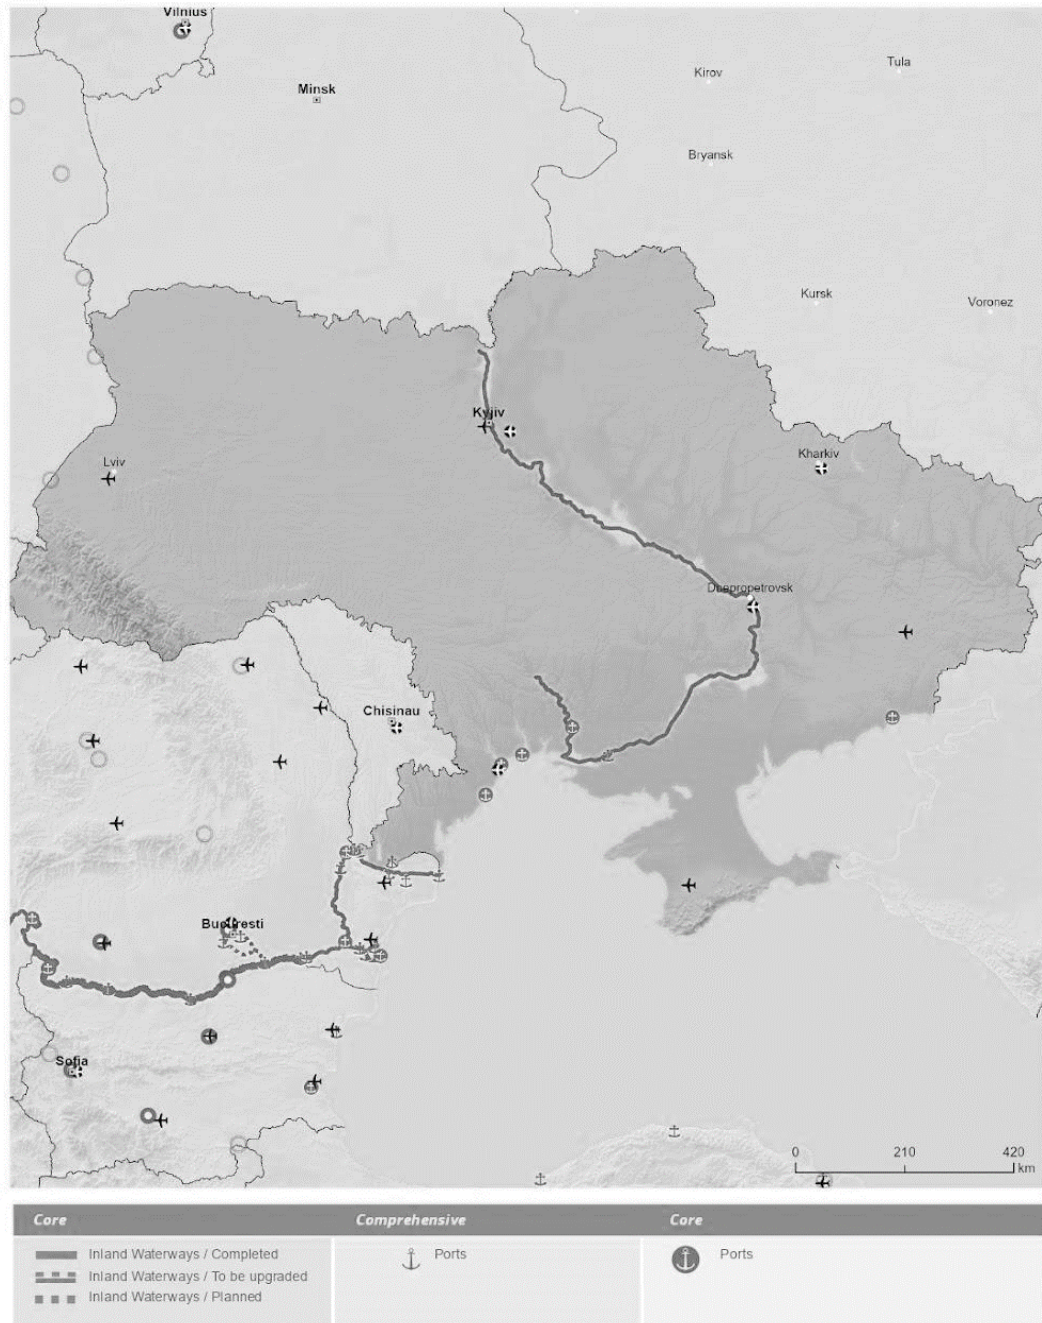 Vilnius
Tula
Kirov
Minsk
Bryansk
Kursk
Voronez
Kyjiv
Kharkiv
Lviv
Dnepropetrovsk
Chisinau
Bucuresti
Sofia
0 210 420
km
Core Comprehensive Core
Inland Waterways / Completed Ports Ports
Inland Waterways / To be upgraded
Inland Waterways / Planned